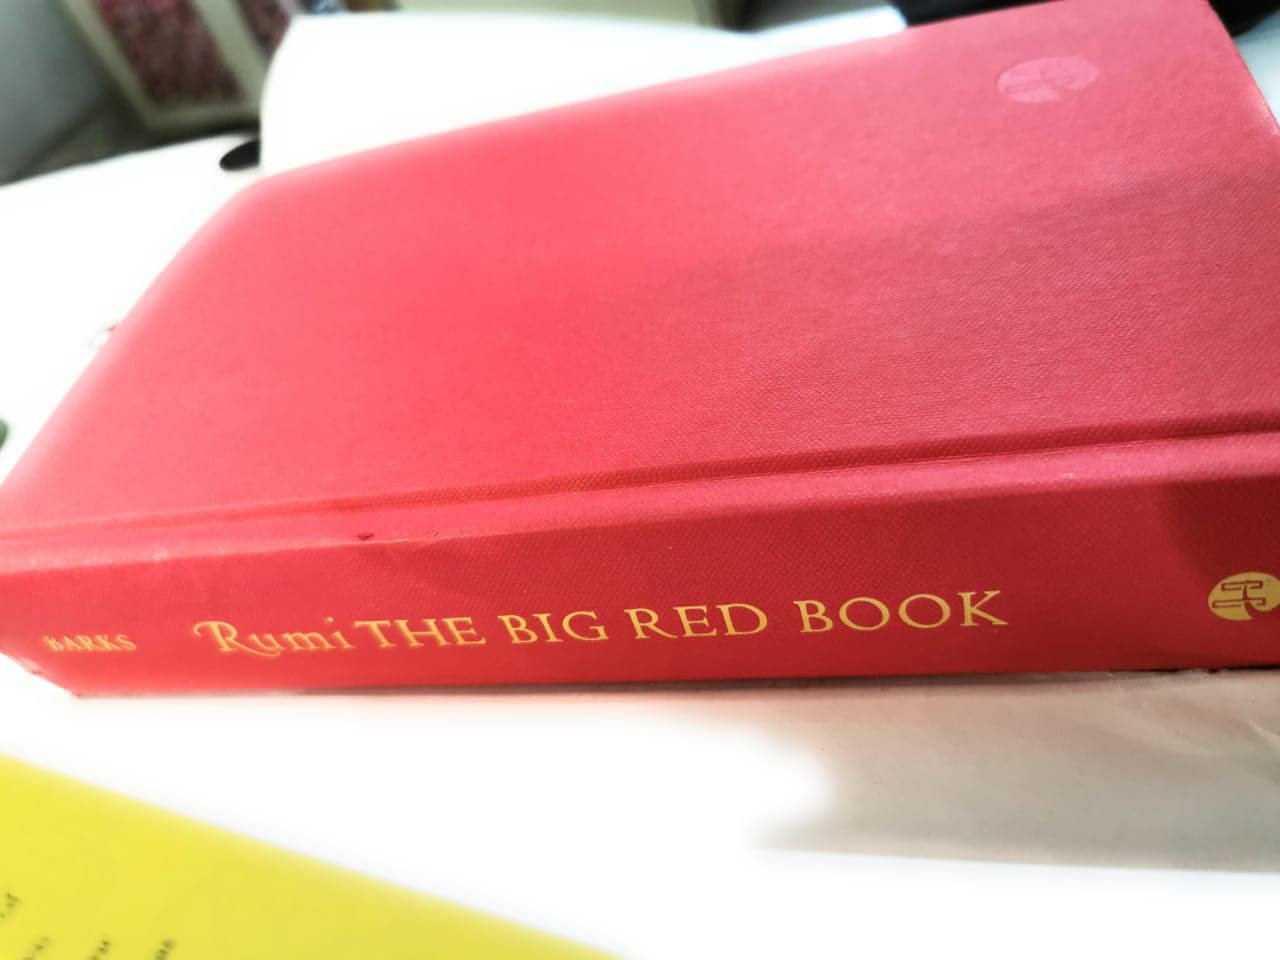 BARKS Rumi THE BIG RED BOOK